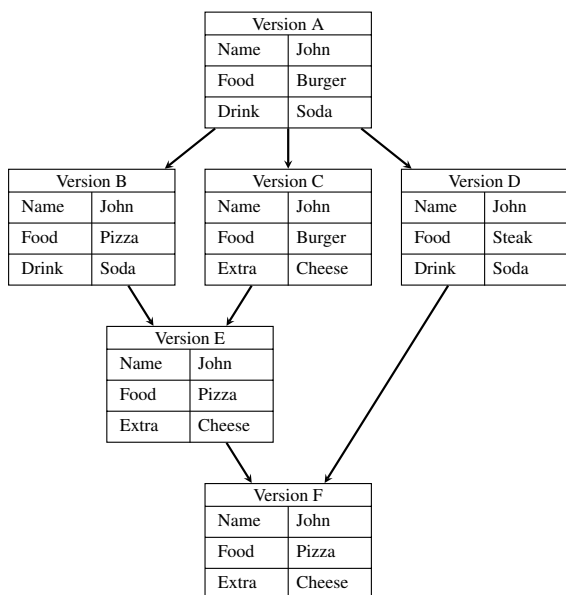 Version A
Name John
Food Burger
Drink Soda
Version B
Name John
Food Pizza
Drink Soda
Version C
Name John
Food Burger
Extra Cheese
Version D
Name John
Food Steak
Drink Soda
Version E
Name John
Food Pizza
Extra Cheese
Version F
Name John
Food Pizza
Extra Cheese